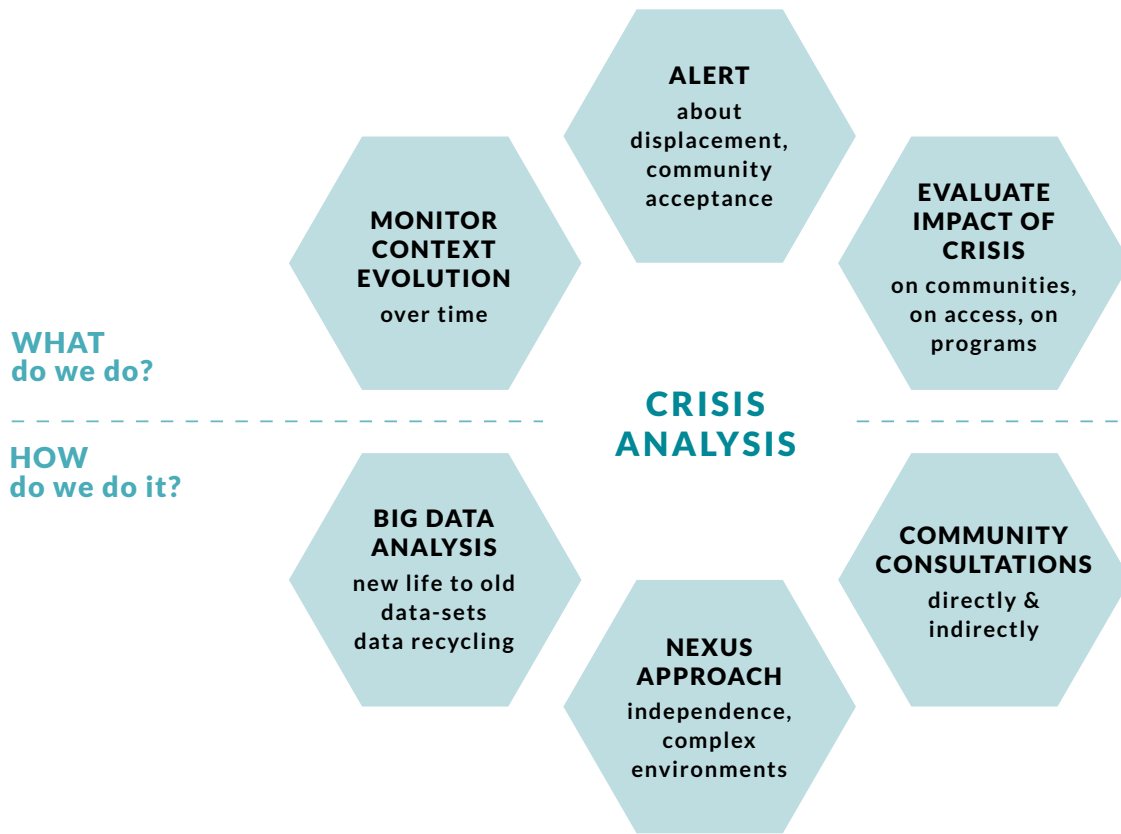 ALERT
about
displacement,
community
acceptance
MONITOR
CONTEXT
EVOLUTION
over time
EVALUATE
IMPACT OF
CRISIS
on communities,
on access, on
programs
WHAT
do we do?
CRISIS
ANALYSIS
HOW
do we do it?
BIG DATA
ANALYSIS
new life to old
data-sets
data recycling
NEXUS
APPROACH
independence,
complex
environments
COMMUNITY
CONSULTATIONS
directly &
indirectly